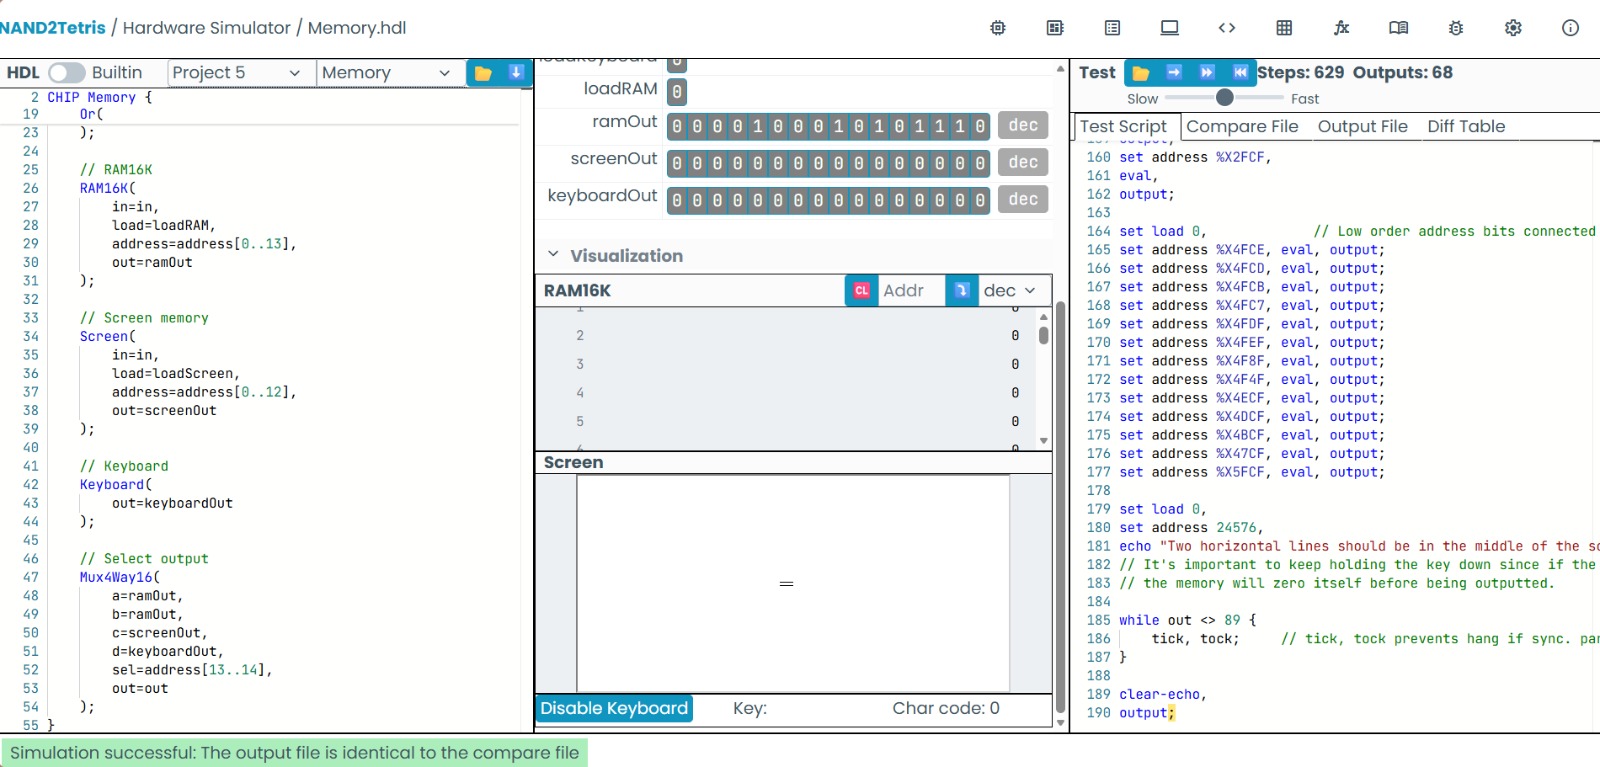 NAND2Tetris / Hardware Simulator / Memory.hdl
HDL Builtin Project 5 Memory
2 CHIP Memory {
19 Or(
23 );
24
25 // RAM16K
26 RAM16K(
27 in=in,
28 load=loadRAM,
29 address=address[0..13],
30 out=ramOut
31 );
32
33 // Screen memory
34 Screen(
35 in=in,
36 load=loadScreen,
37 address=address[0..12],
38 out=screenOut
39 );
40
41 // Keyboard
42 Keyboard(
43 out=keyboardOut
44 );
45
46 // Select output
47 Mux4Way16(
48 a=ramOut,
49 b=ramOut,
50 c=screenOut,
51 d=keyboardOut,
52 sel=address[13..14],
53 out=out
54 );
55 }
loadKeyboard 0
loadRAM 0
ramOut 0 0 0 0 1 0 0 0 1 0 1 0 1 1 1 0 dec
screenOut 0 0 0 0 0 0 0 0 0 0 0 0 0 0 0 0 dec
keyboardOut 0 0 0 0 0 0 0 0 0 0 0 0 0 0 0 0 dec
Visualization
RAM16K CL Addr dec
1 0
2 0
3 0
4 0
5 0
Screen
Disable Keyboard Key: Char code: 0
Test Steps: 629 Outputs: 68
Slow Fast
Test Script Compare File Output File Diff Table
159 output,
160 set address %X2FCF,
161 eval,
162 output;
163
164 set load 0, // Low order address bits connected
165 set address %X4FCE, eval, output;
166 set address %X4FCD, eval, output;
167 set address %X4FCB, eval, output;
168 set address %X4FC7, eval, output;
169 set address %X4FDF, eval, output;
170 set address %X4FEF, eval, output;
171 set address %X4F8F, eval, output;
172 set address %X4F4F, eval, output;
173 set address %X4ECF, eval, output;
174 set address %X4DCF, eval, output;
175 set address %X4BCF, eval, output;
176 set address %X47CF, eval, output;
177 set address %X5FCF, eval, output;
178
179 set load 0,
180 set address 24576,
181 echo "Two horizontal lines should be in the middle of the sc
182 // It's important to keep holding the key down since if the
183 // the memory will zero itself before being outputted.
184
185 while out <> 89 {
186 tick, tock; // tick, tock prevents hang if sync. par
187 }
188
189 clear-echo,
190 output;
Simulation successful: The output file is identical to the compare file